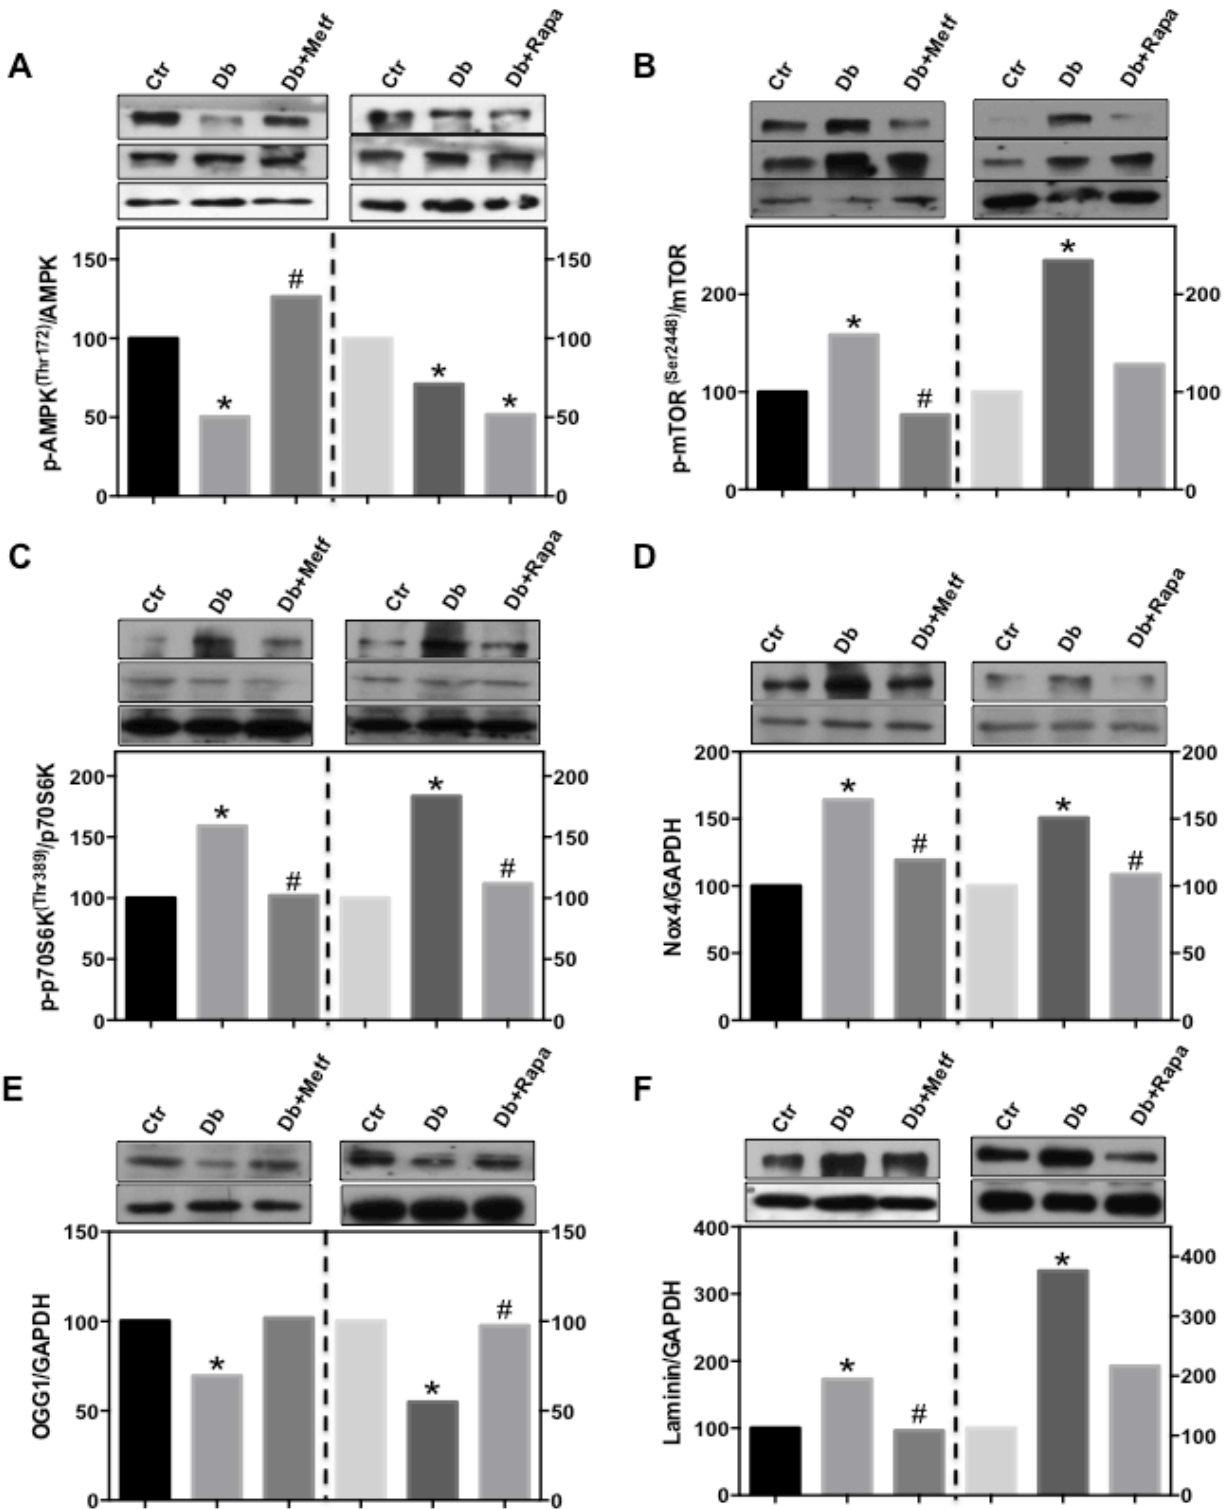 A
Ctr
Db
Db+Metf
Ctr
Db
Db+Rapa
p-AMPK(Thr172)/AMPK
150
100
50
0
#
*
*
*
150
100
50
0
B
Ctr
Db
Db+Metf
Ctr
Db
Db+Rapa
p-mTOR (Ser2448)/mTOR
200
100
0
*
#
*
200
100
0
C
Ctr
Db
Db+Metf
Ctr
Db
Db+Rapa
p-p70S6K(Thr389)/p70S6K
200
150
100
50
0
*
#
*
#
200
150
100
50
0
D
Ctr
Db
Db+Metf
Ctr
Db
Db+Rapa
Nox4/GAPDH
200
150
100
50
0
*
#
*
#
200
150
100
50
0
E
Ctr
Db
Db+Metf
Ctr
Db
Db+Rapa
OGG1/GAPDH
150
100
50
0
*
*
#
150
100
50
0
F
Ctr
Db
Db+Metf
Ctr
Db
Db+Rapa
Laminin/GAPDH
400
300
200
100
0
*
#
*
400
300
200
100
0